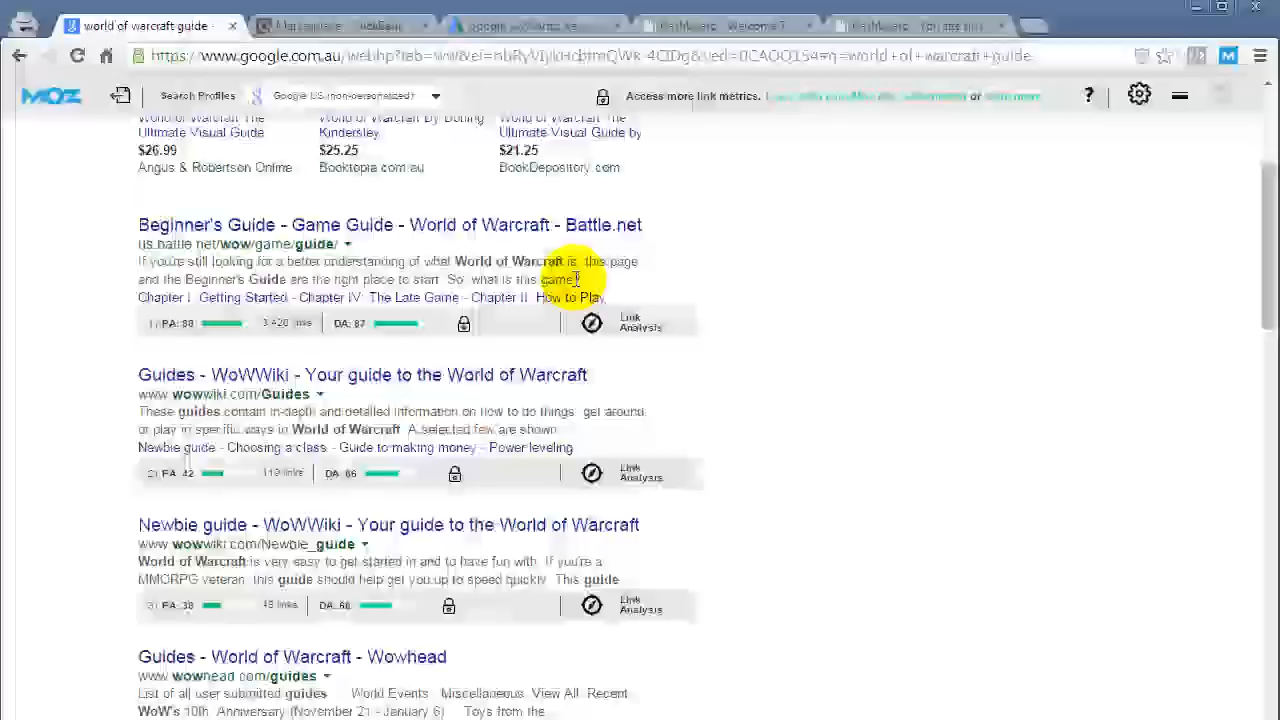 world of warcraft guide -
https://www.google.com.au/webhp?tab=
=world+of+warcraft+guide
MOZ
Search Profiles
Google US (non-personalized)
Access more link metrics.
or
?
World of Warcraft The World of Warcraft By Dorling World of Warcraft The
Ultimate Visual Guide Kindersley Ultimate Visual Guide by
$26.99 $25.25 $21.25
Angus & Robertson Online Booktopia.com.au BookDepository.com
Beginner's Guide - Game Guide - World of Warcraft - Battle.net
us.battle.net/wow/game/guide/
If you're still looking for a better understanding of what World of Warcraft is, this page
and the Beginner's Guide are the right place to start. So, what is this game?
Chapter I: Getting Started - Chapter IV: The Late Game - Chapter II: How to Play
PA: 88 3,420 links DA: 87 Link Analysis
Guides - WoWWiki - Your guide to the World of Warcraft
www.wowwiki.com/Guides
These guides contain in-depth and detailed information on how to do things, get around,
or play in specific ways to World of Warcraft. A selected few are shown
Newbie guide - Choosing a class - Guide to making money - Power leveling
PA: 42 links DA: 66 Link Analysis
Newbie guide - WoWWiki - Your guide to the World of Warcraft
www.wowwiki.com/Newbie_guide
World of Warcraft is very easy to get started in and to have fun with. If you're a
MMORPG veteran, this guide should help get you up to speed quickly. This guide
PA: 38 links DA: 66 Link Analysis
Guides - World of Warcraft - Wowhead
www.wowhead.com/guides
List of all user submitted guides World Events Miscellaneous. View All. Recent
WoW's 10th Anniversary (November 21 - January 6) Toys from the